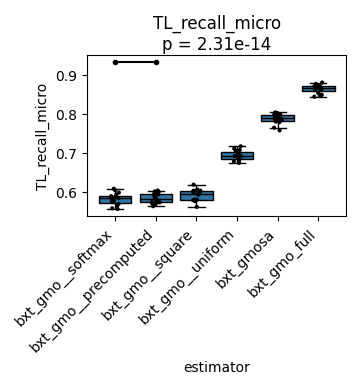 TL_recall_micro
p = 2.31e-14
TL_recall_micro
0.9
0.8
0.7
0.6
bxt_gmo__softmax
bxt_gmo__precomputed
bxt_gmo__square
bxt_gmo__uniform
bxt_gmosa
bxt_gmo_full
estimator